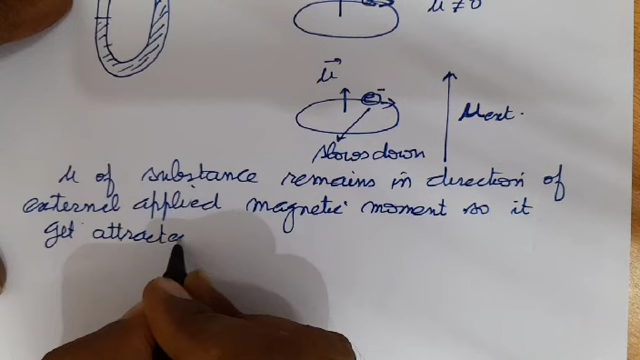 μ ≠ 0
μ⃗
e⁻
μext.
slows down
μ of substance remains in direction of
external applied magnetic moment so it
get attracte